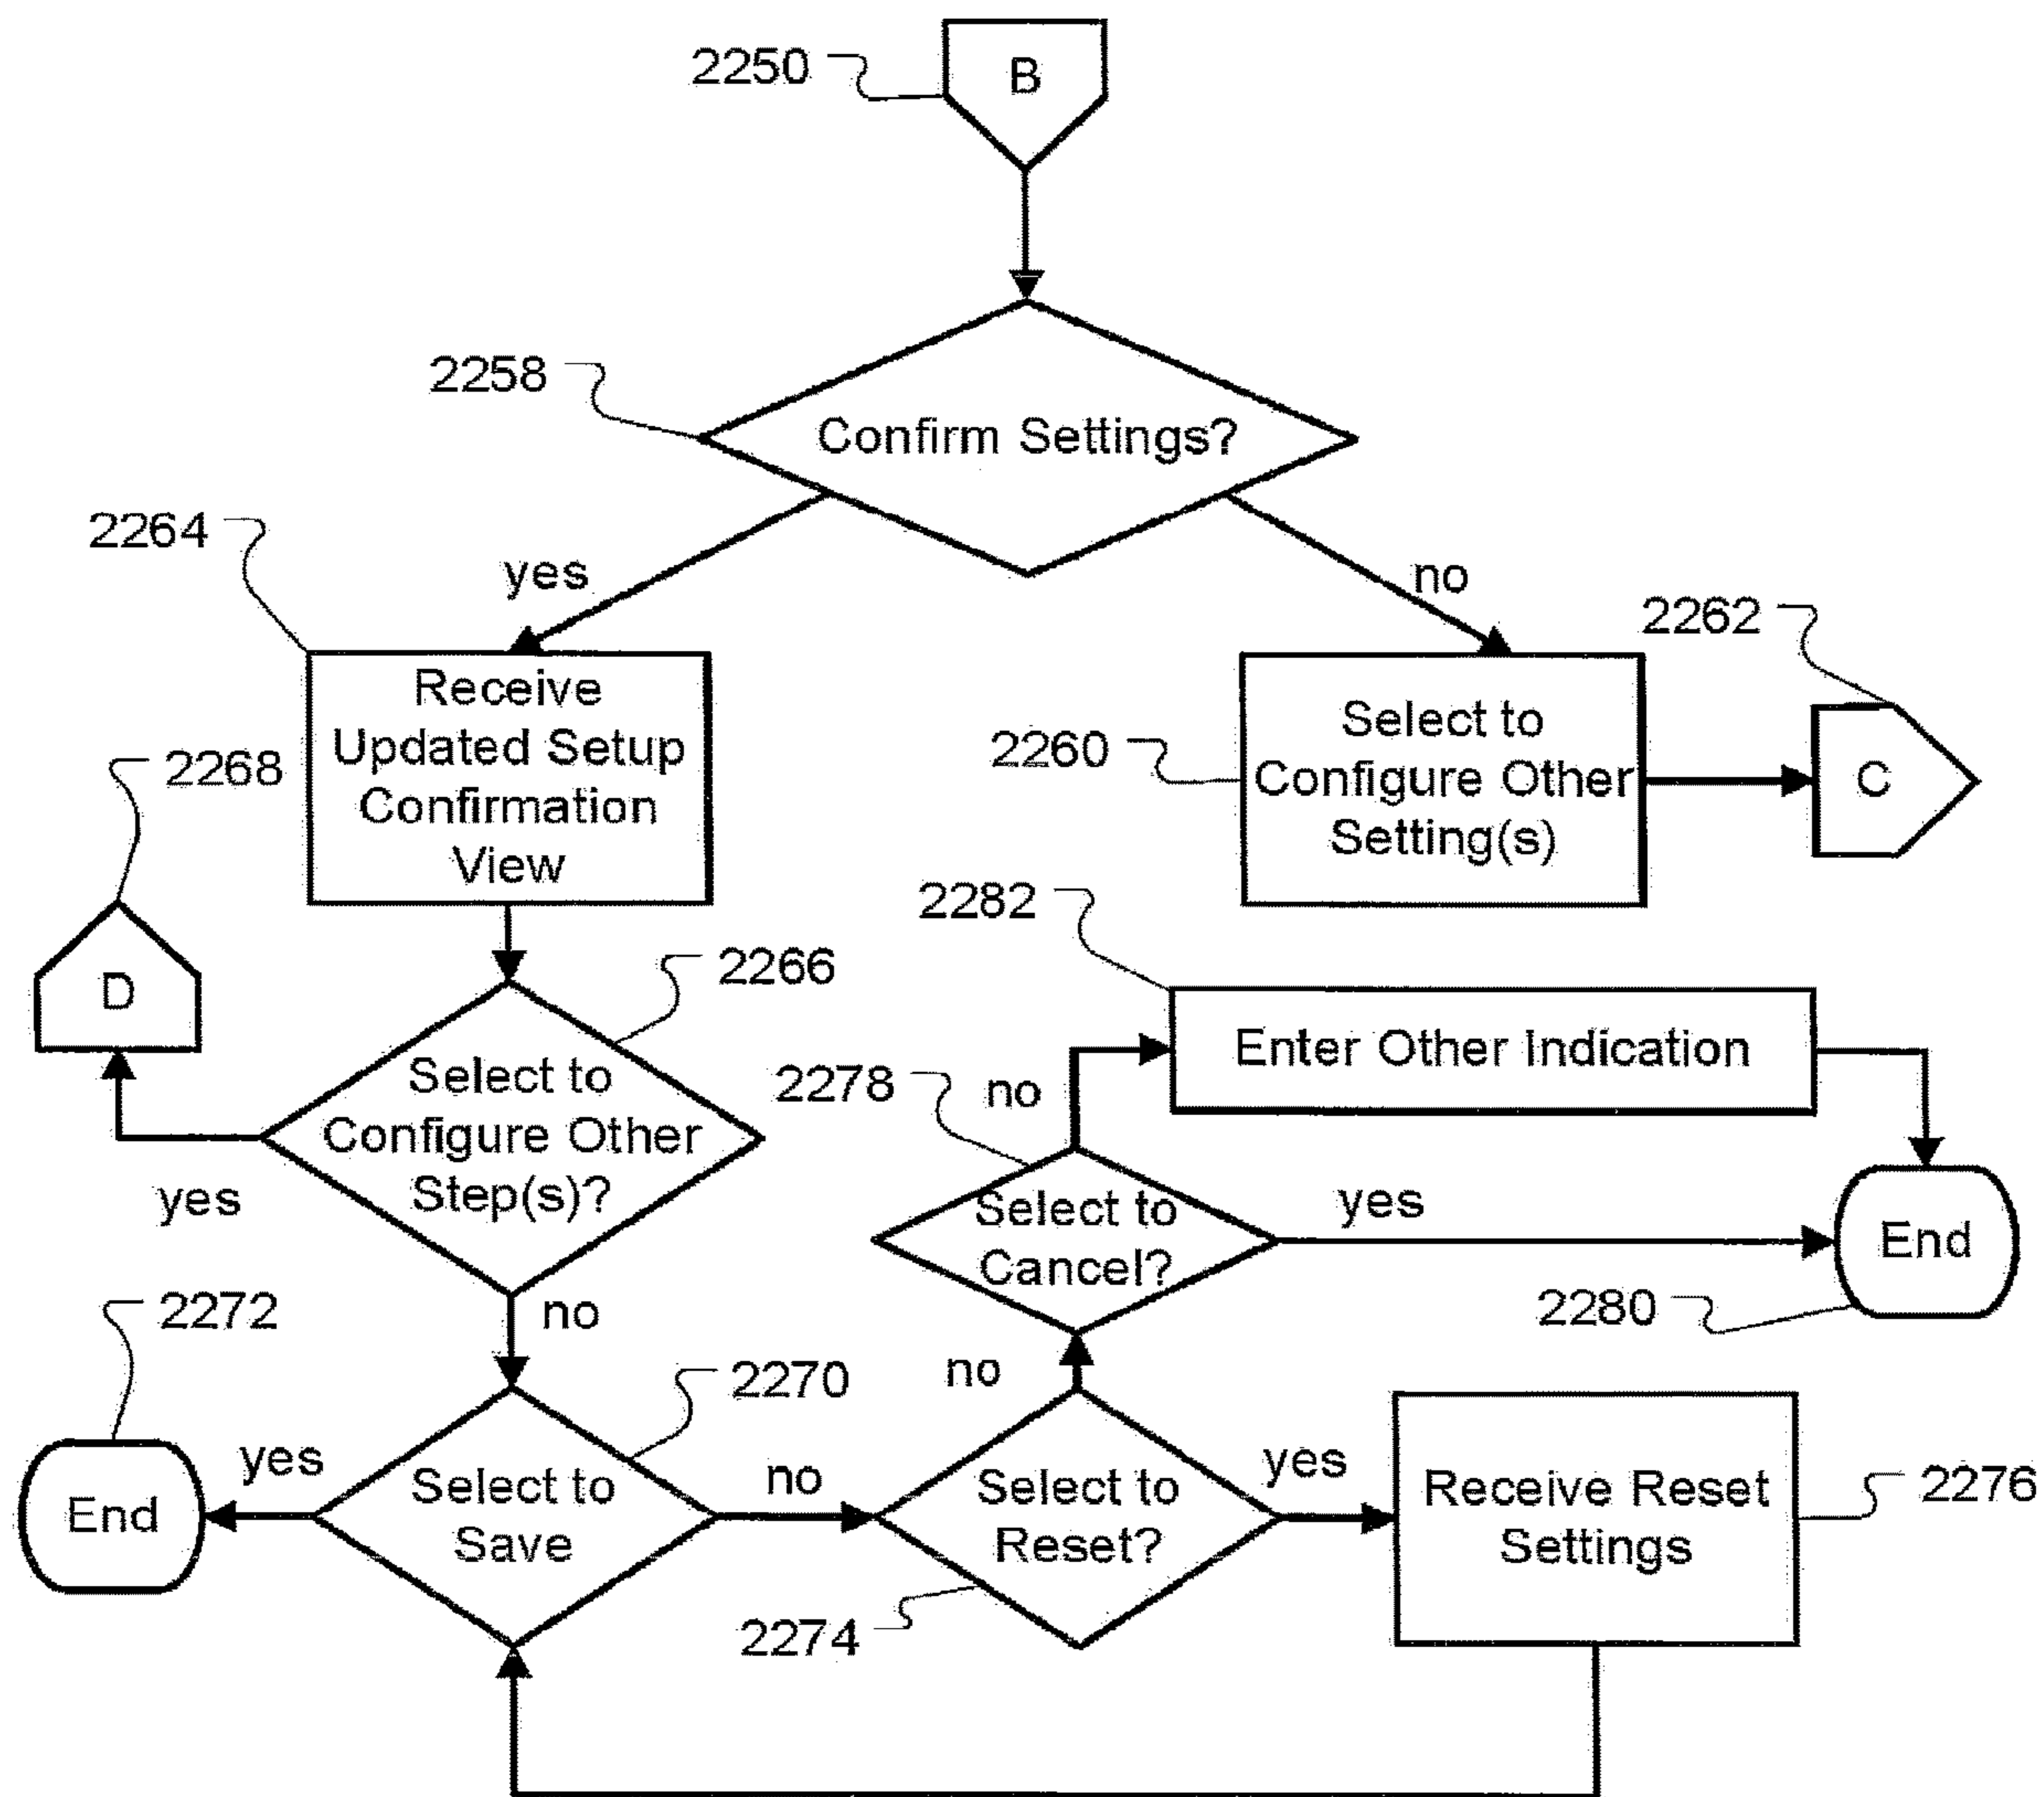 2250
B
2258
Confirm Settings?
2264
yes
no
2262
Receive
Updated Setup
Confirmation
View
2260
Select to
Configure Other
Setting(s)
C
2268
D
2266
Select to
Configure Other
Step(s)?
yes
no
2282
Enter Other Indication
2278
no
Select to
Cancel?
yes
End
2280
2272
End
yes
2270
Select to
Save
no
no
Select to
Reset?
2274
yes
Receive Reset
Settings
2276